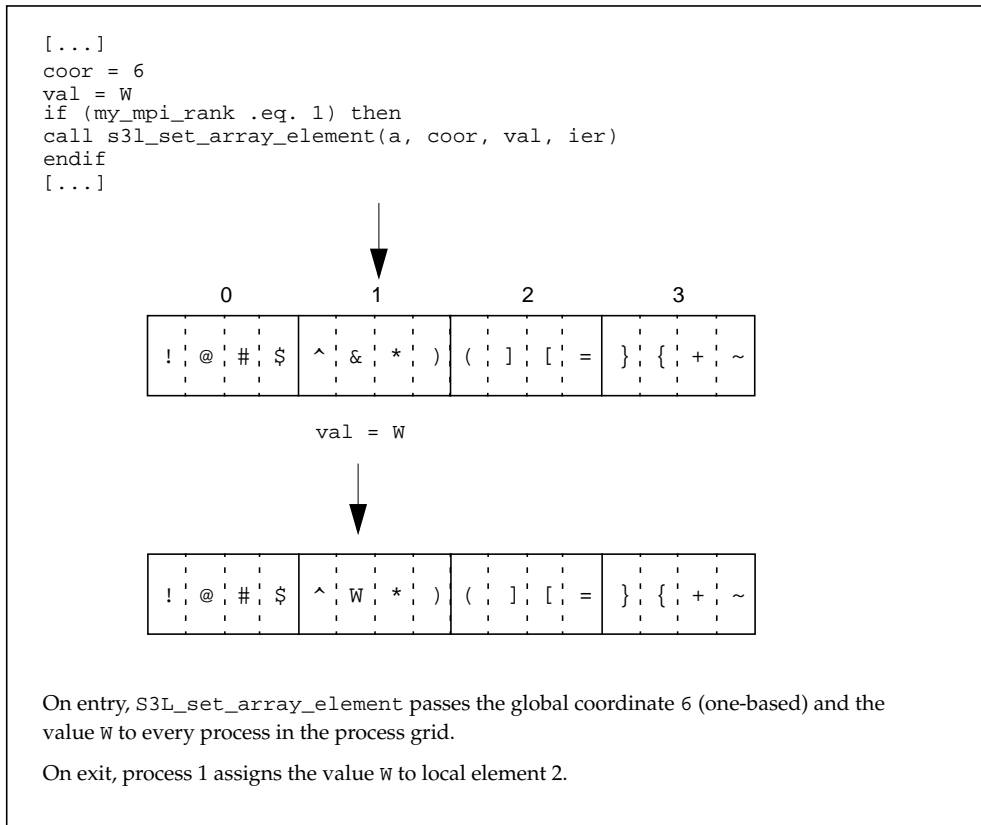 [...]
coor = 6
val = W
if (my_mpi_rank .eq. 1) then
call s3l_set_array_element(a, coor, val, ier)
endif
[...]
0 1 2 3
! @ # $ ^ & * ) ( ] [ = } { + ~
val = W
! @ # $ ^ W * ) ( ] [ = } { + ~
On entry, S3L_set_array_element passes the global coordinate 6 (one-based) and the
value W to every process in the process grid.
On exit, process 1 assigns the value W to local element 2.